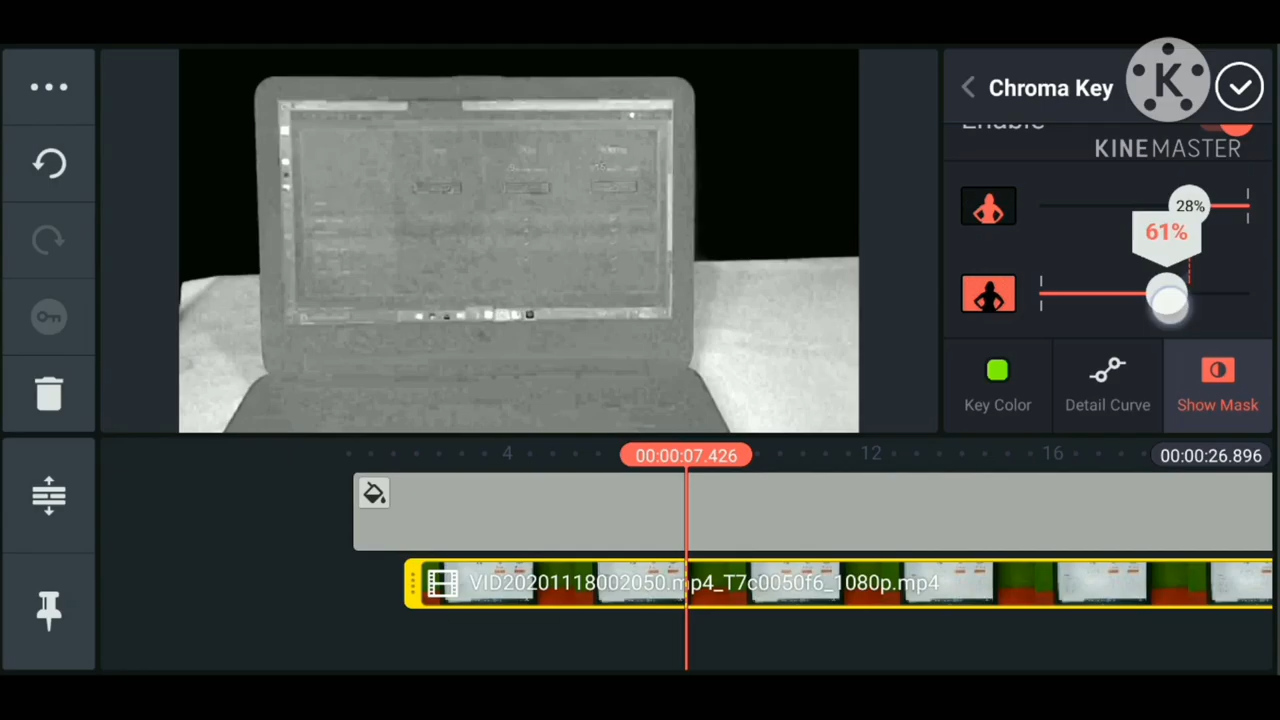 Chroma Key
K
Enable
KINEMASTER
28%
61%
Key Color
Detail Curve
Show Mask
4
00:00:07.426
12
16
00:00:26.896
VID20201118002050.mp4_T7c0050f6_1080p.mp4